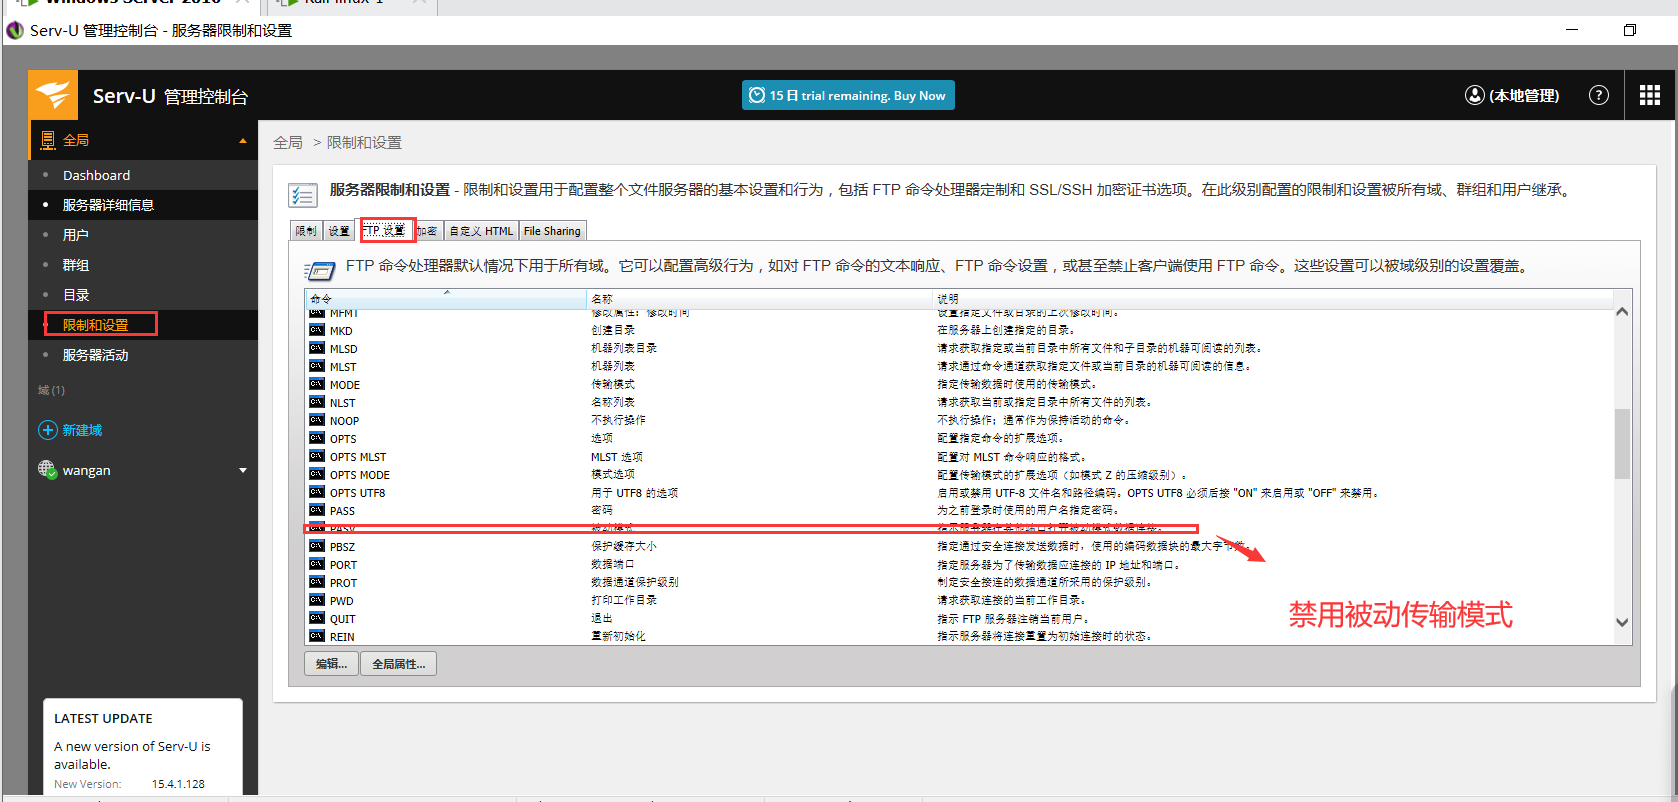 Serv-U 管理控制台 - 服务器限制和设置
Serv-U 管理控制台
15 日 trial remaining. Buy Now
(本地管理)
?
全局
Dashboard
服务器详细信息
用户
群组
目录
限制和设置
服务器活动
域 (1)
新建域
wangan
LATEST UPDATE
A new version of Serv-U is
available.
New Version: 15.4.1.128
全局 > 限制和设置
服务器限制和设置 - 限制和设置用于配置整个文件服务器的基本设置和行为，包括 FTP 命令处理器定制和 SSL/SSH 加密证书选项。在此级别配置的限制和设置被所有域、群组和用户继承。
限制 设置 FTP 设置 加密 自定义 HTML File Sharing
FTP 命令处理器默认情况下用于所有域。它可以配置高级行为，如对 FTP 命令的文本响应、FTP 命令设置，或甚至禁止客户端使用 FTP 命令。这些设置可以被域级别的设置覆盖。
命令 名称 说明
MFMT 修改属性：修改时间 设置指定文件或目录的上次修改时间。
MKD 创建目录 在服务器上创建指定的目录。
MLSD 机器列表目录 请求获取指定或当前目录中所有文件和子目录的机器可阅读的列表。
MLST 机器列表 请求通过命令通道获取指定文件或当前目录的机器可阅读的信息。
MODE 传输模式 指定传输数据时使用的传输模式。
NLST 名称列表 请求获取当前或指定目录中所有文件的列表。
NOOP 不执行操作 不执行操作；通常作为保持活动的命令。
OPTS 选项 配置指定命令的扩展选项。
OPTS MLST MLST 选项 配置对 MLST 命令响应的格式。
OPTS MODE 模式选项 配置传输模式的扩展选项（如模式 Z 的压缩级别）。
OPTS UTF8 用于 UTF8 的选项 启用或禁用 UTF-8 文件名和路径编码。OPTS UTF8 必须后接 "ON" 来启用或 "OFF" 来禁用。
PASS 密码 为之前登录时使用的用户名指定密码。
PASV 被动模式 指示服务器在其他端口打开被动模式数据连接。
PBSZ 保护缓存大小 指定通过安全连接发送数据时，使用的编码数据块的最大字节数。
PORT 数据端口 指定服务器为了传输数据应连接的 IP 地址和端口。
PROT 数据通道保护级别 制定安全接连的数据通道所采用的保护级别。
PWD 打印工作目录 请求获取连接的当前工作目录。
QUIT 退出 指示 FTP 服务器注销当前用户。
REIN 重新初始化 指示服务器将连接重置为初始连接时的状态。
禁用被动传输模式
编辑... 全局属性...